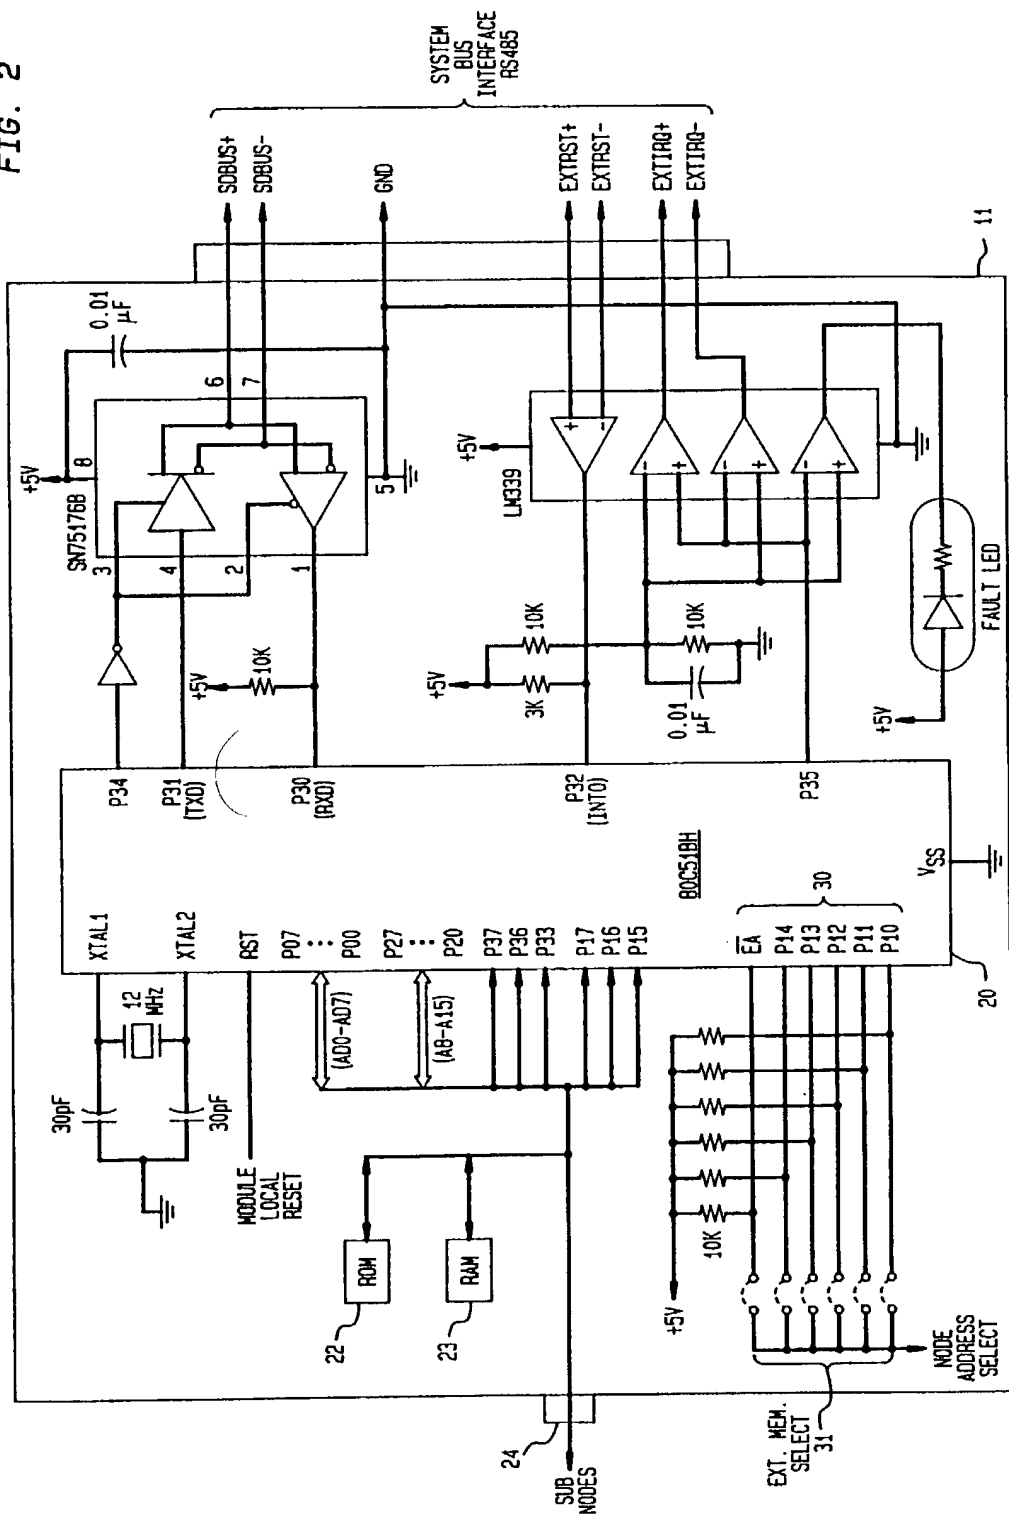 FIG. 2
SYSTEM
BUS
INTERFACE
RS485
SDBUS+
SDBUS-
GND
EXTRST+
EXTRST-
EXTIRQ+
EXTIRQ-
11
0.01
µF
+5V
8
6
7
5
SN75176B
3
4
2
1
+5V
10K
+5V
LM339
+
-
-
+
-
+
-
+
+5V
10K
3K
10K
0.01
µF
+5V
FAULT LED
P34
P31
(TXD)
P30
(RXD)
P32
(INT0)
P35
80C51BH
VSS
XTAL1
XTAL2
RST
P07
P00
P27
P20
P37
P36
P33
P17
P16
P15
30
EA
P14
P13
P12
P11
P10
20
12
MHz
30pF
30pF
(AD0-AD7)
(A8-A15)
MODULE
LOCAL
RESET
ROM
22
RAM
23
10K
+5V
24
SUB
NODES
EXT. MEM.
SELECT
31
NODE
ADDRESS
SELECT